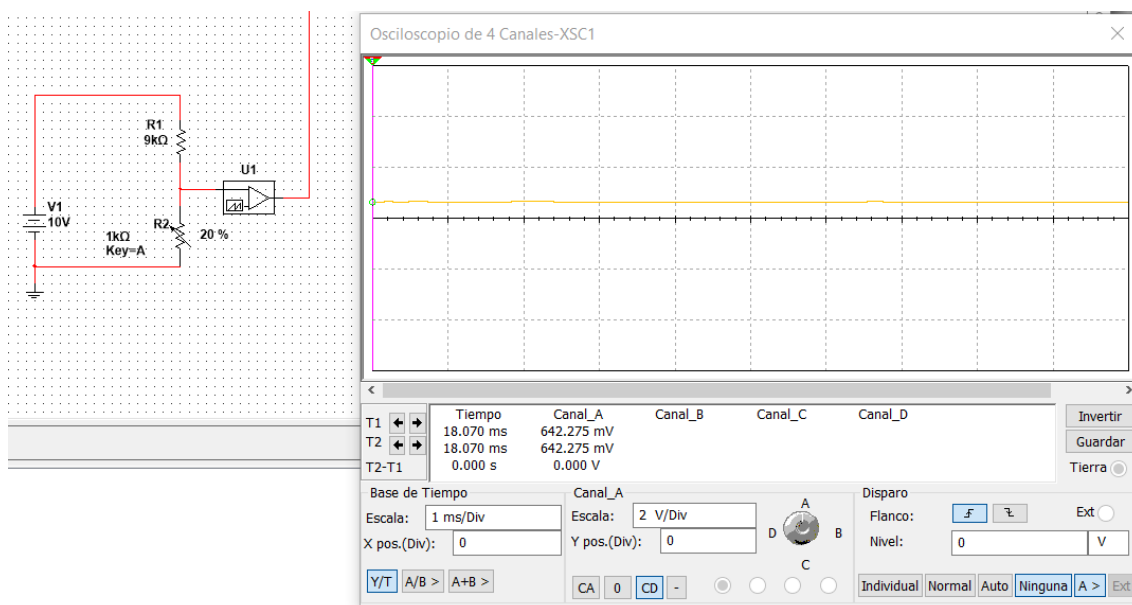 Osciloscopio de 4 Canales-XSC1
R1
9kΩ
U1
V1
10V
R2
20 %
1kΩ
Key=A
Tiempo Canal_A Canal_B Canal_C Canal_D
T1 18.070 ms 642.275 mV
T2 18.070 ms 642.275 mV
T2-T1 0.000 s 0.000 V
Invertir
Guardar
Tierra
Base de Tiempo
Escala: 1 ms/Div
X pos.(Div): 0
Y/T A/B > A+B >
Canal_A
Escala: 2 V/Div
Y pos.(Div): 0
CA 0 CD -
A
D B
C
Disparo
Flanco: Ext
Nivel: 0 V
Individual Normal Auto Ninguna A > Ext